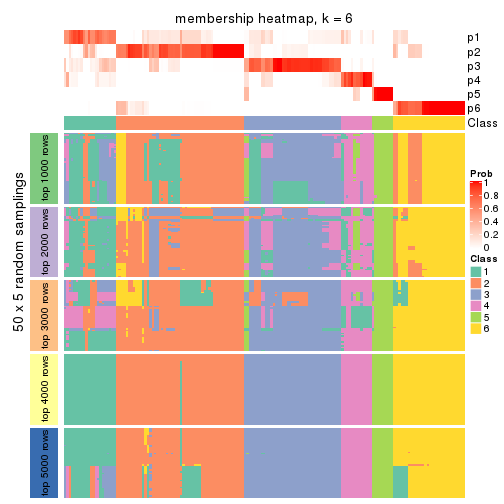 membership heatmap, k = 6
p1
p2
p3
p4
p5
p6
Class
50 x 5 random samplings
top 1000 rows
top 2000 rows
top 3000 rows
top 4000 rows
top 5000 rows
Prob
1
0.8
0.6
0.4
0.2
0
Class
1
2
3
4
5
6